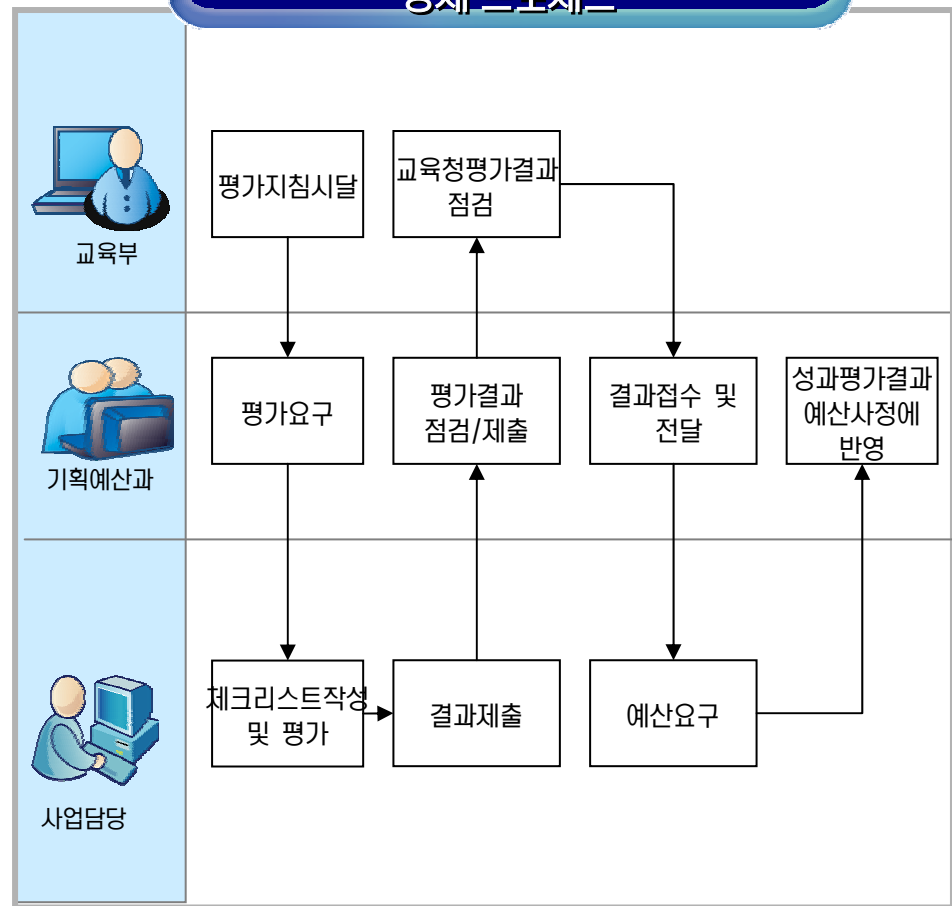 교육부
평가지침시달
교육청평가결과
점검
기획예산과
평가요구
평가결과
점검/제출
결과접수 및
전달
성과평가결과
예산사정에
반영
사업담당
체크리스트작성
및 평가
결과제출
예산요구